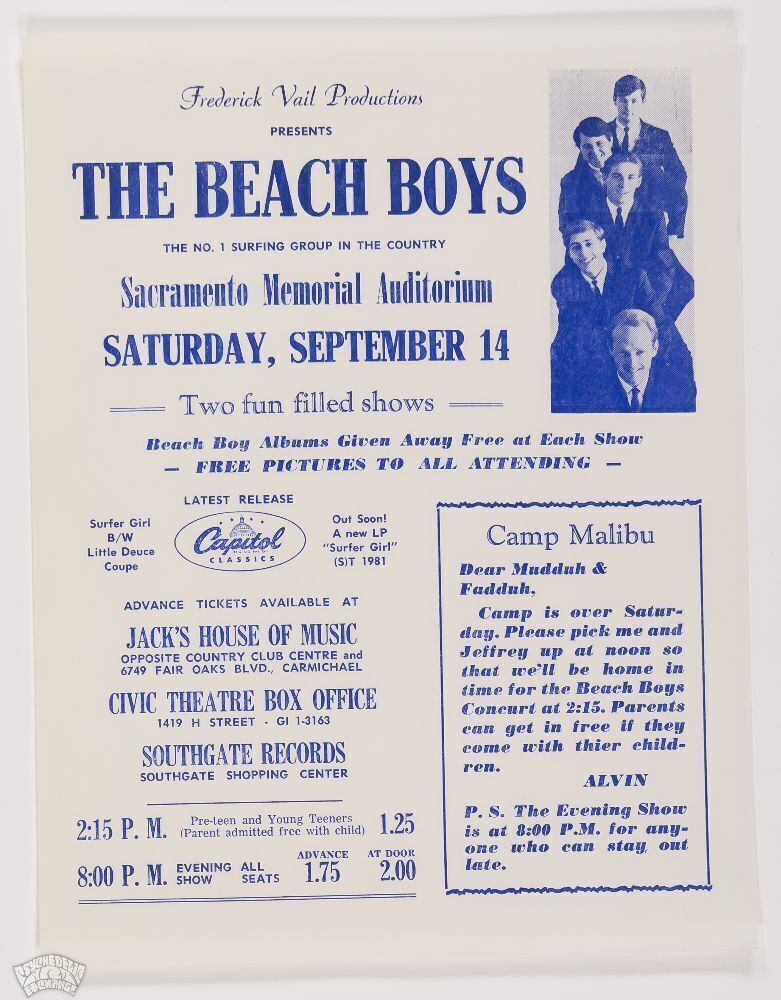 Frederick Vail Productions
PRESENTS
THE BEACH BOYS
THE NO. 1 SURFING GROUP IN THE COUNTRY
Sacramento Memorial Auditorium
SATURDAY, SEPTEMBER 14
Two fun filled shows
Beach Boy Albums Given Away Free at Each Show
— FREE PICTURES TO ALL ATTENDING —
LATEST RELEASE
Surfer Girl
B/W
Little Deuce
Coupe
Capitol
CLASSICS
Out Soon!
A new LP
"Surfer Girl"
(S)T 1981
ADVANCE TICKETS AVAILABLE AT
JACK'S HOUSE OF MUSIC
OPPOSITE COUNTRY CLUB CENTRE and
6749 FAIR OAKS BLVD., CARMICHAEL
CIVIC THEATRE BOX OFFICE
1419 H STREET - GI 1-3163
SOUTHGATE RECORDS
SOUTHGATE SHOPPING CENTER
2:15 P. M. Pre-teen and Young Teeners 1.25
(Parent admitted free with child)
ADVANCE AT DOOR
8:00 P. M. EVENING ALL 1.75 2.00
SHOW SEATS
Camp Malibu
Dear Mudduh &
Fadduh,
Camp is over Satur-
day. Please pick me and
Jeffrey up at noon so
that we'll be home in
time for the Beach Boys
Concurt at 2:15. Parents
can get in free if they
come with thier child-
ren.
ALVIN
P. S. The Evening Show
is at 8:00 P.M. for any-
one who can stay out
late.
PSYCHEDELIC
EXCHANGE